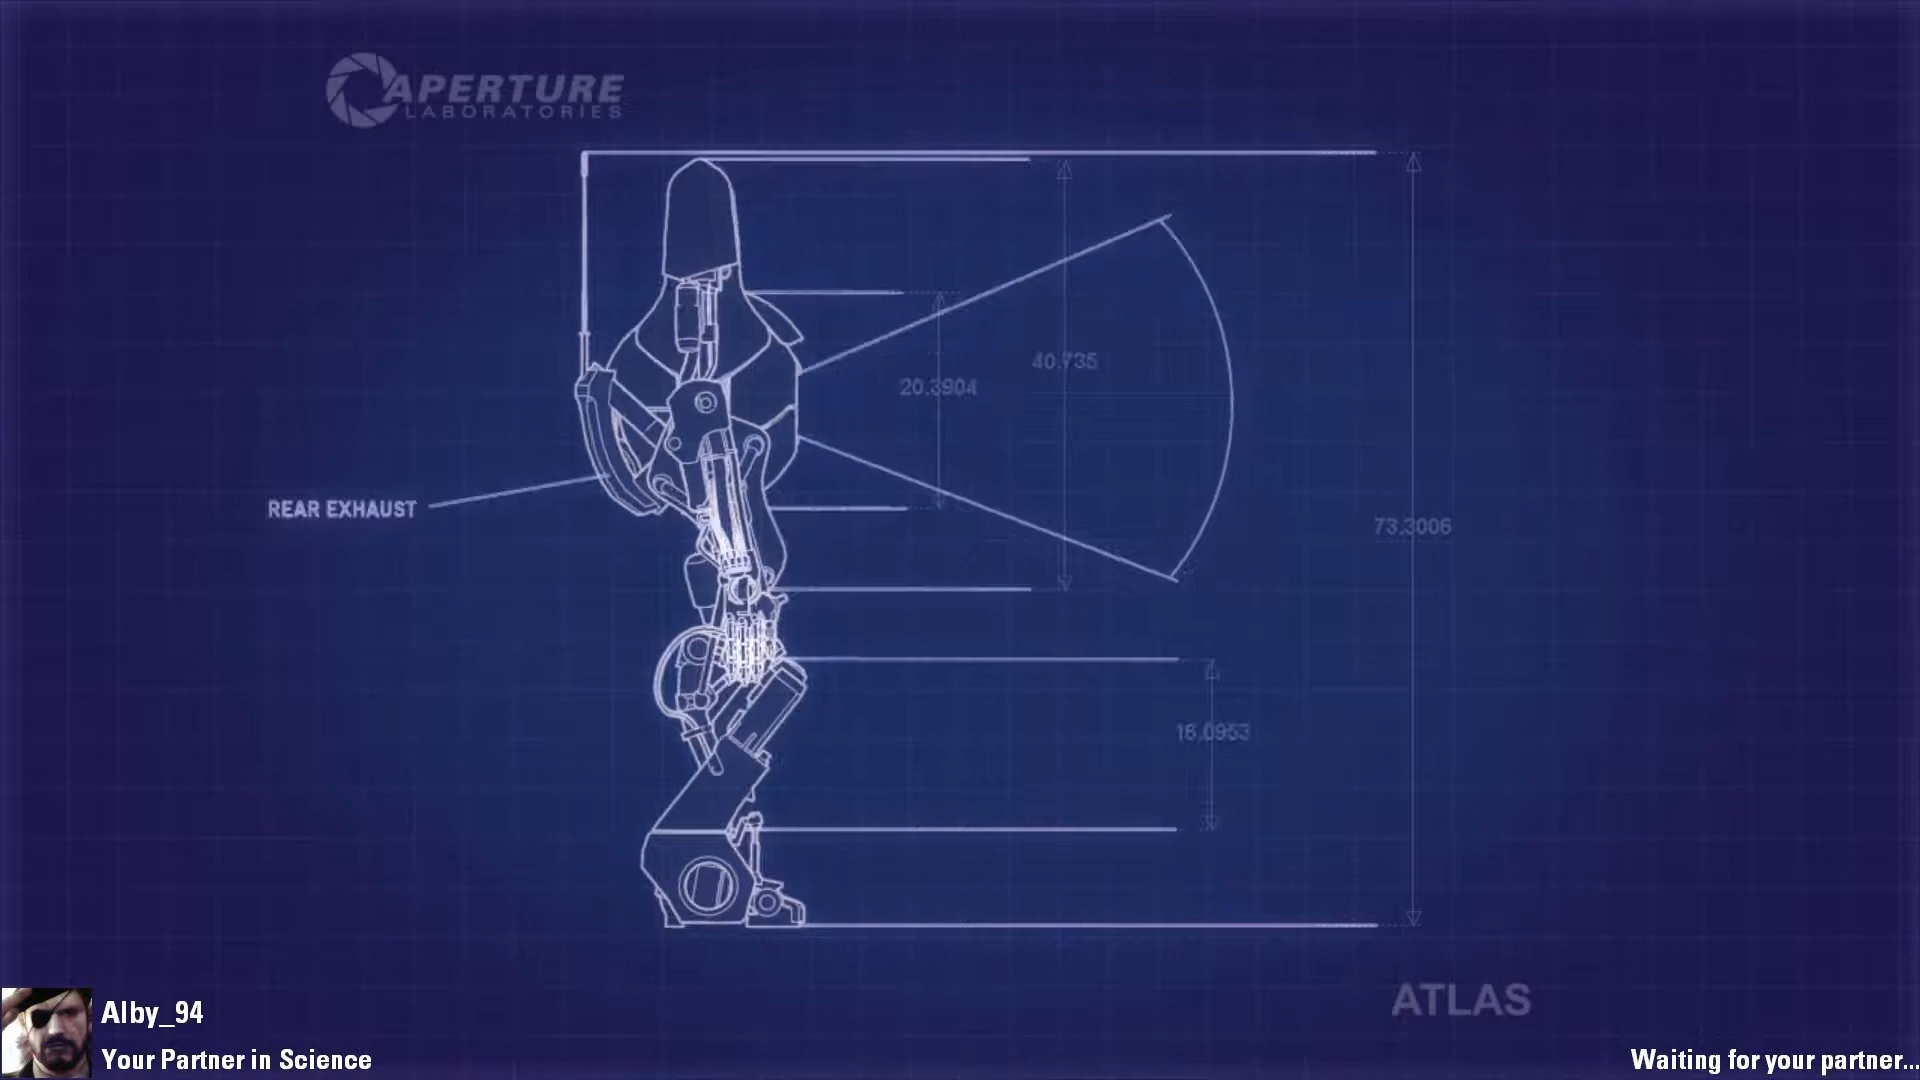 APERTURE
LABORATORIES
40.735
20.3904
REAR EXHAUST
73.3006
16.0953
ATLAS
Alby_94
Your Partner in Science
Waiting for your partner...